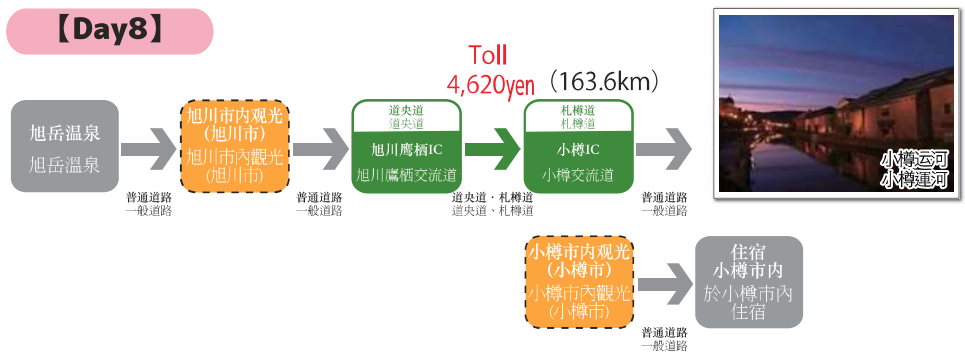 【Day8】
Toll
4,620yen
（163.6km）
旭岳温泉
旭岳溫泉
普通道路
一般道路
旭川市内观光
(旭川市)
旭川市內觀光
(旭川市)
普通道路
一般道路
道央道
道央道
旭川鹰栖IC
旭川鷹栖交流道
道央道・札樽道
道央道、札樽道
札樽道
札樽道
小樽IC
小樽交流道
普通道路
一般道路
小樽运河
小樽運河
小樽市内观光
(小樽市)
小樽市內觀光
(小樽市)
普通道路
一般道路
住宿
小樽市内
於小樽市內
住宿